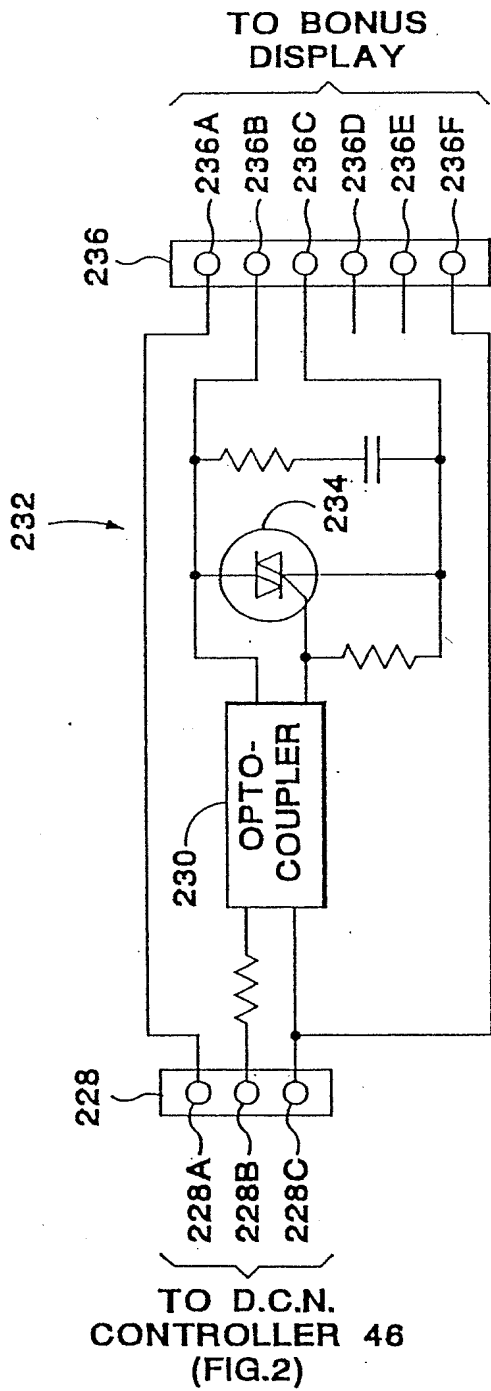 TO BONUS
DISPLAY
236
236A
236B
236C
236D
236E
236F
232
234
230
OPTO-
COUPLER
228
228A
228B
228C
TO D.C.N.
CONTROLLER 46
(FIG.2)